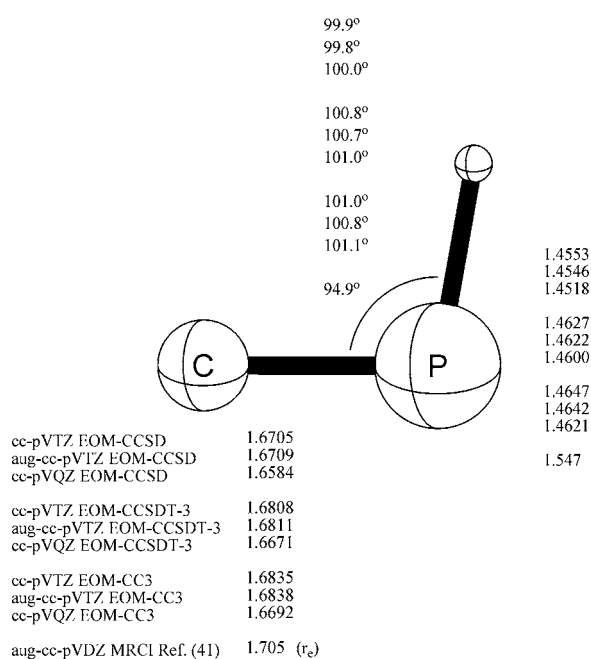 99.9°
99.8°
100.0°
100.8°
100.7°
101.0°
101.0°
100.8°
101.1°
94.9°
1.4553
1.4546
1.4518
1.4627
1.4622
1.4600
1.4647
1.4642
1.4621
1.547
C
P
cc-pVTZ EOM-CCSD 1.6705
aug-cc-pVTZ EOM-CCSD 1.6709
cc-pVQZ EOM-CCSD 1.6584
cc-pVTZ EOM-CCSDT-3 1.6808
aug-cc-pVTZ EOM-CCSDT-3 1.6811
cc-pVQZ EOM-CCSDT-3 1.6671
cc-pVTZ EOM-CC3 1.6835
aug-cc-pVTZ EOM-CC3 1.6838
cc-pVQZ EOM-CC3 1.6692
aug-cc-pVDZ MRCI Ref. (41) 1.705 (rₑ)